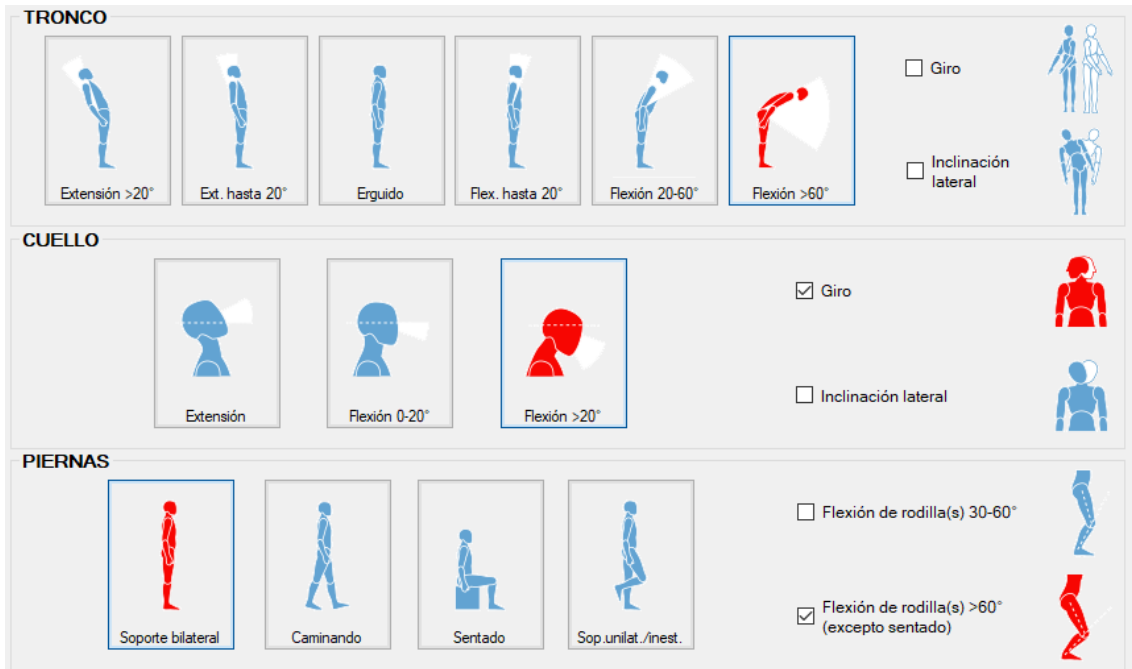 TRONCO
Extensión >20°
Ext. hasta 20°
Erguido
Flex. hasta 20°
Flexión 20-60°
Flexión >60°
Giro
Inclinación
lateral
CUELLO
Extensión
Flexión 0-20°
Flexión >20°
Giro
Inclinación lateral
PIERNAS
Soporte bilateral
Caminando
Sentado
Sop.unilat./inest.
Flexión de rodilla(s) 30-60°
Flexión de rodilla(s) >60°
(excepto sentado)